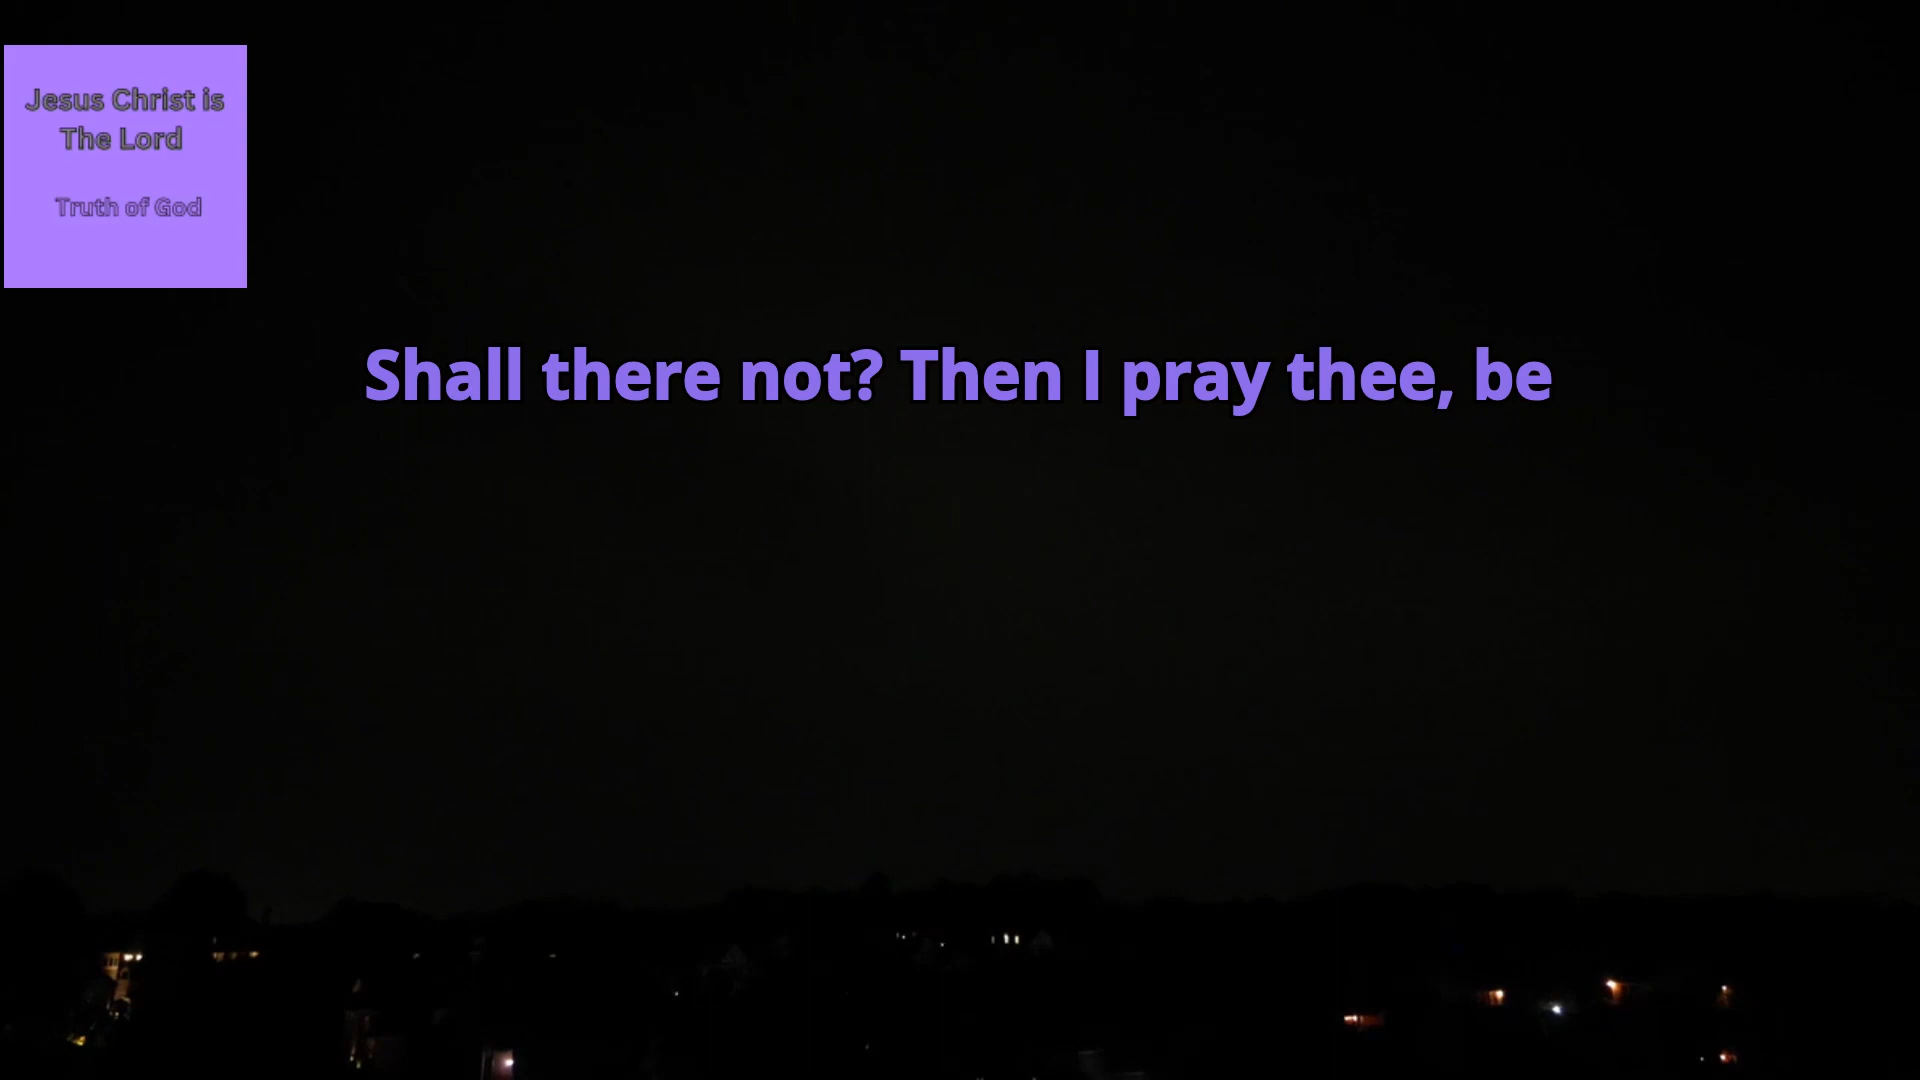 Jesus Christ is
The Lord
Truth of God
Shall there not? Then I pray thee, be